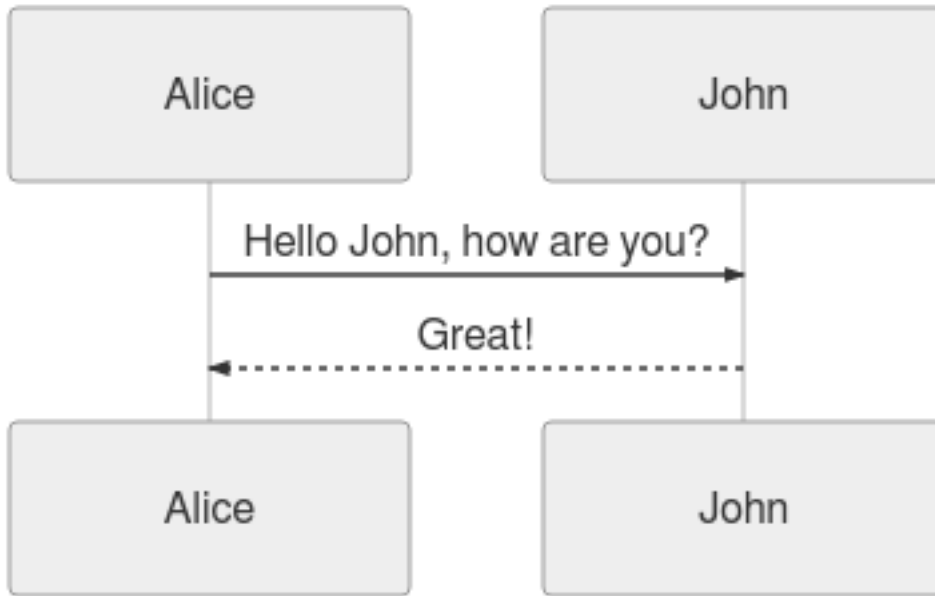 Alice
John
Hello John, how are you?
Great!
Alice
John